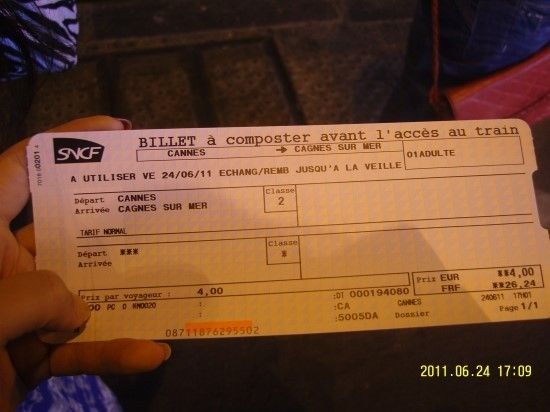 SNCF
BILLET à composter avant l'accès au train
CANNES → CAGNES SUR MER
01ADULTE
A UTILISER VE 24/06/11 ECHANG/REMB JUSQU'A LA VEILLE
Départ CANNES
Arrivée CAGNES SUR MER
Classe
2
TARIF NORMAL
Départ ***
Arrivée
Classe
*
Prix par voyageur : 4,00
Prix EUR **4,00
FRF **26,24
:DT 000194080
:CA CANNES 240611 17H01
:5005DA Dossier Page 1/1
08711876295502
2011.06.24 17:09